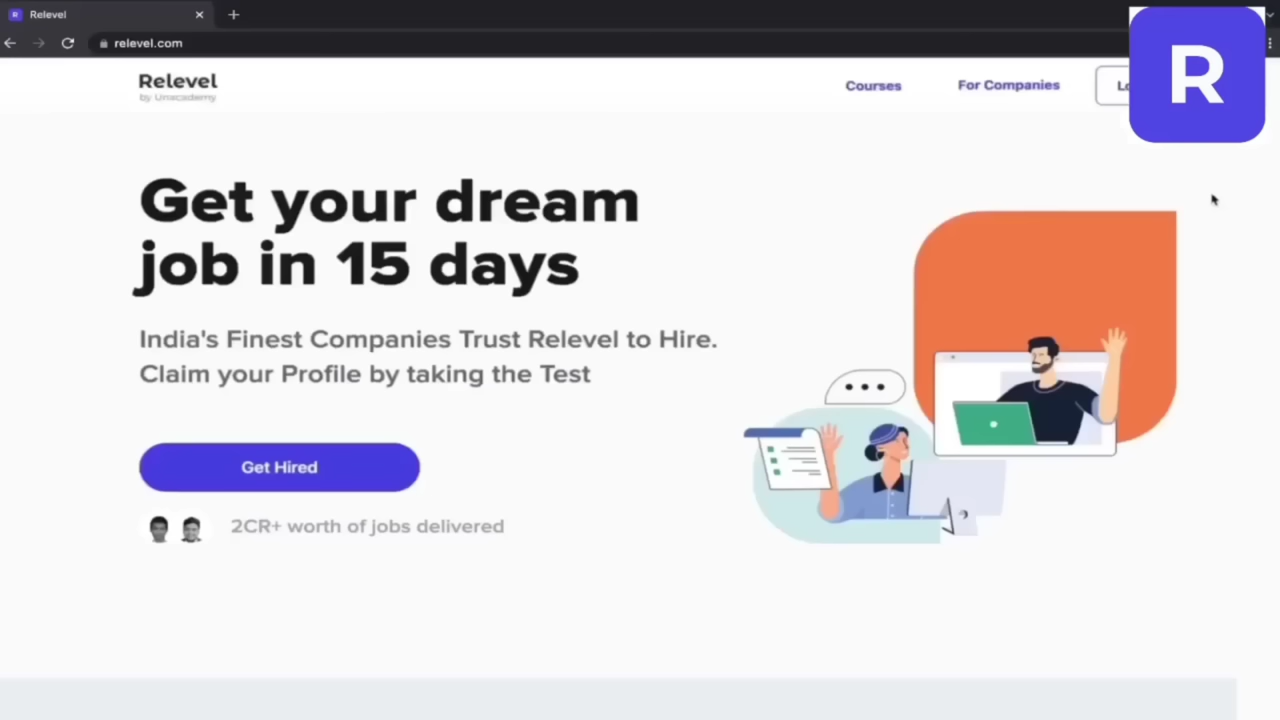 R Relevel
relevel.com
Relevel
by Unacademy
Courses
For Companies
R
Get your dream
job in 15 days
India's Finest Companies Trust Relevel to Hire.
Claim your Profile by taking the Test
Get Hired
2CR+ worth of jobs delivered